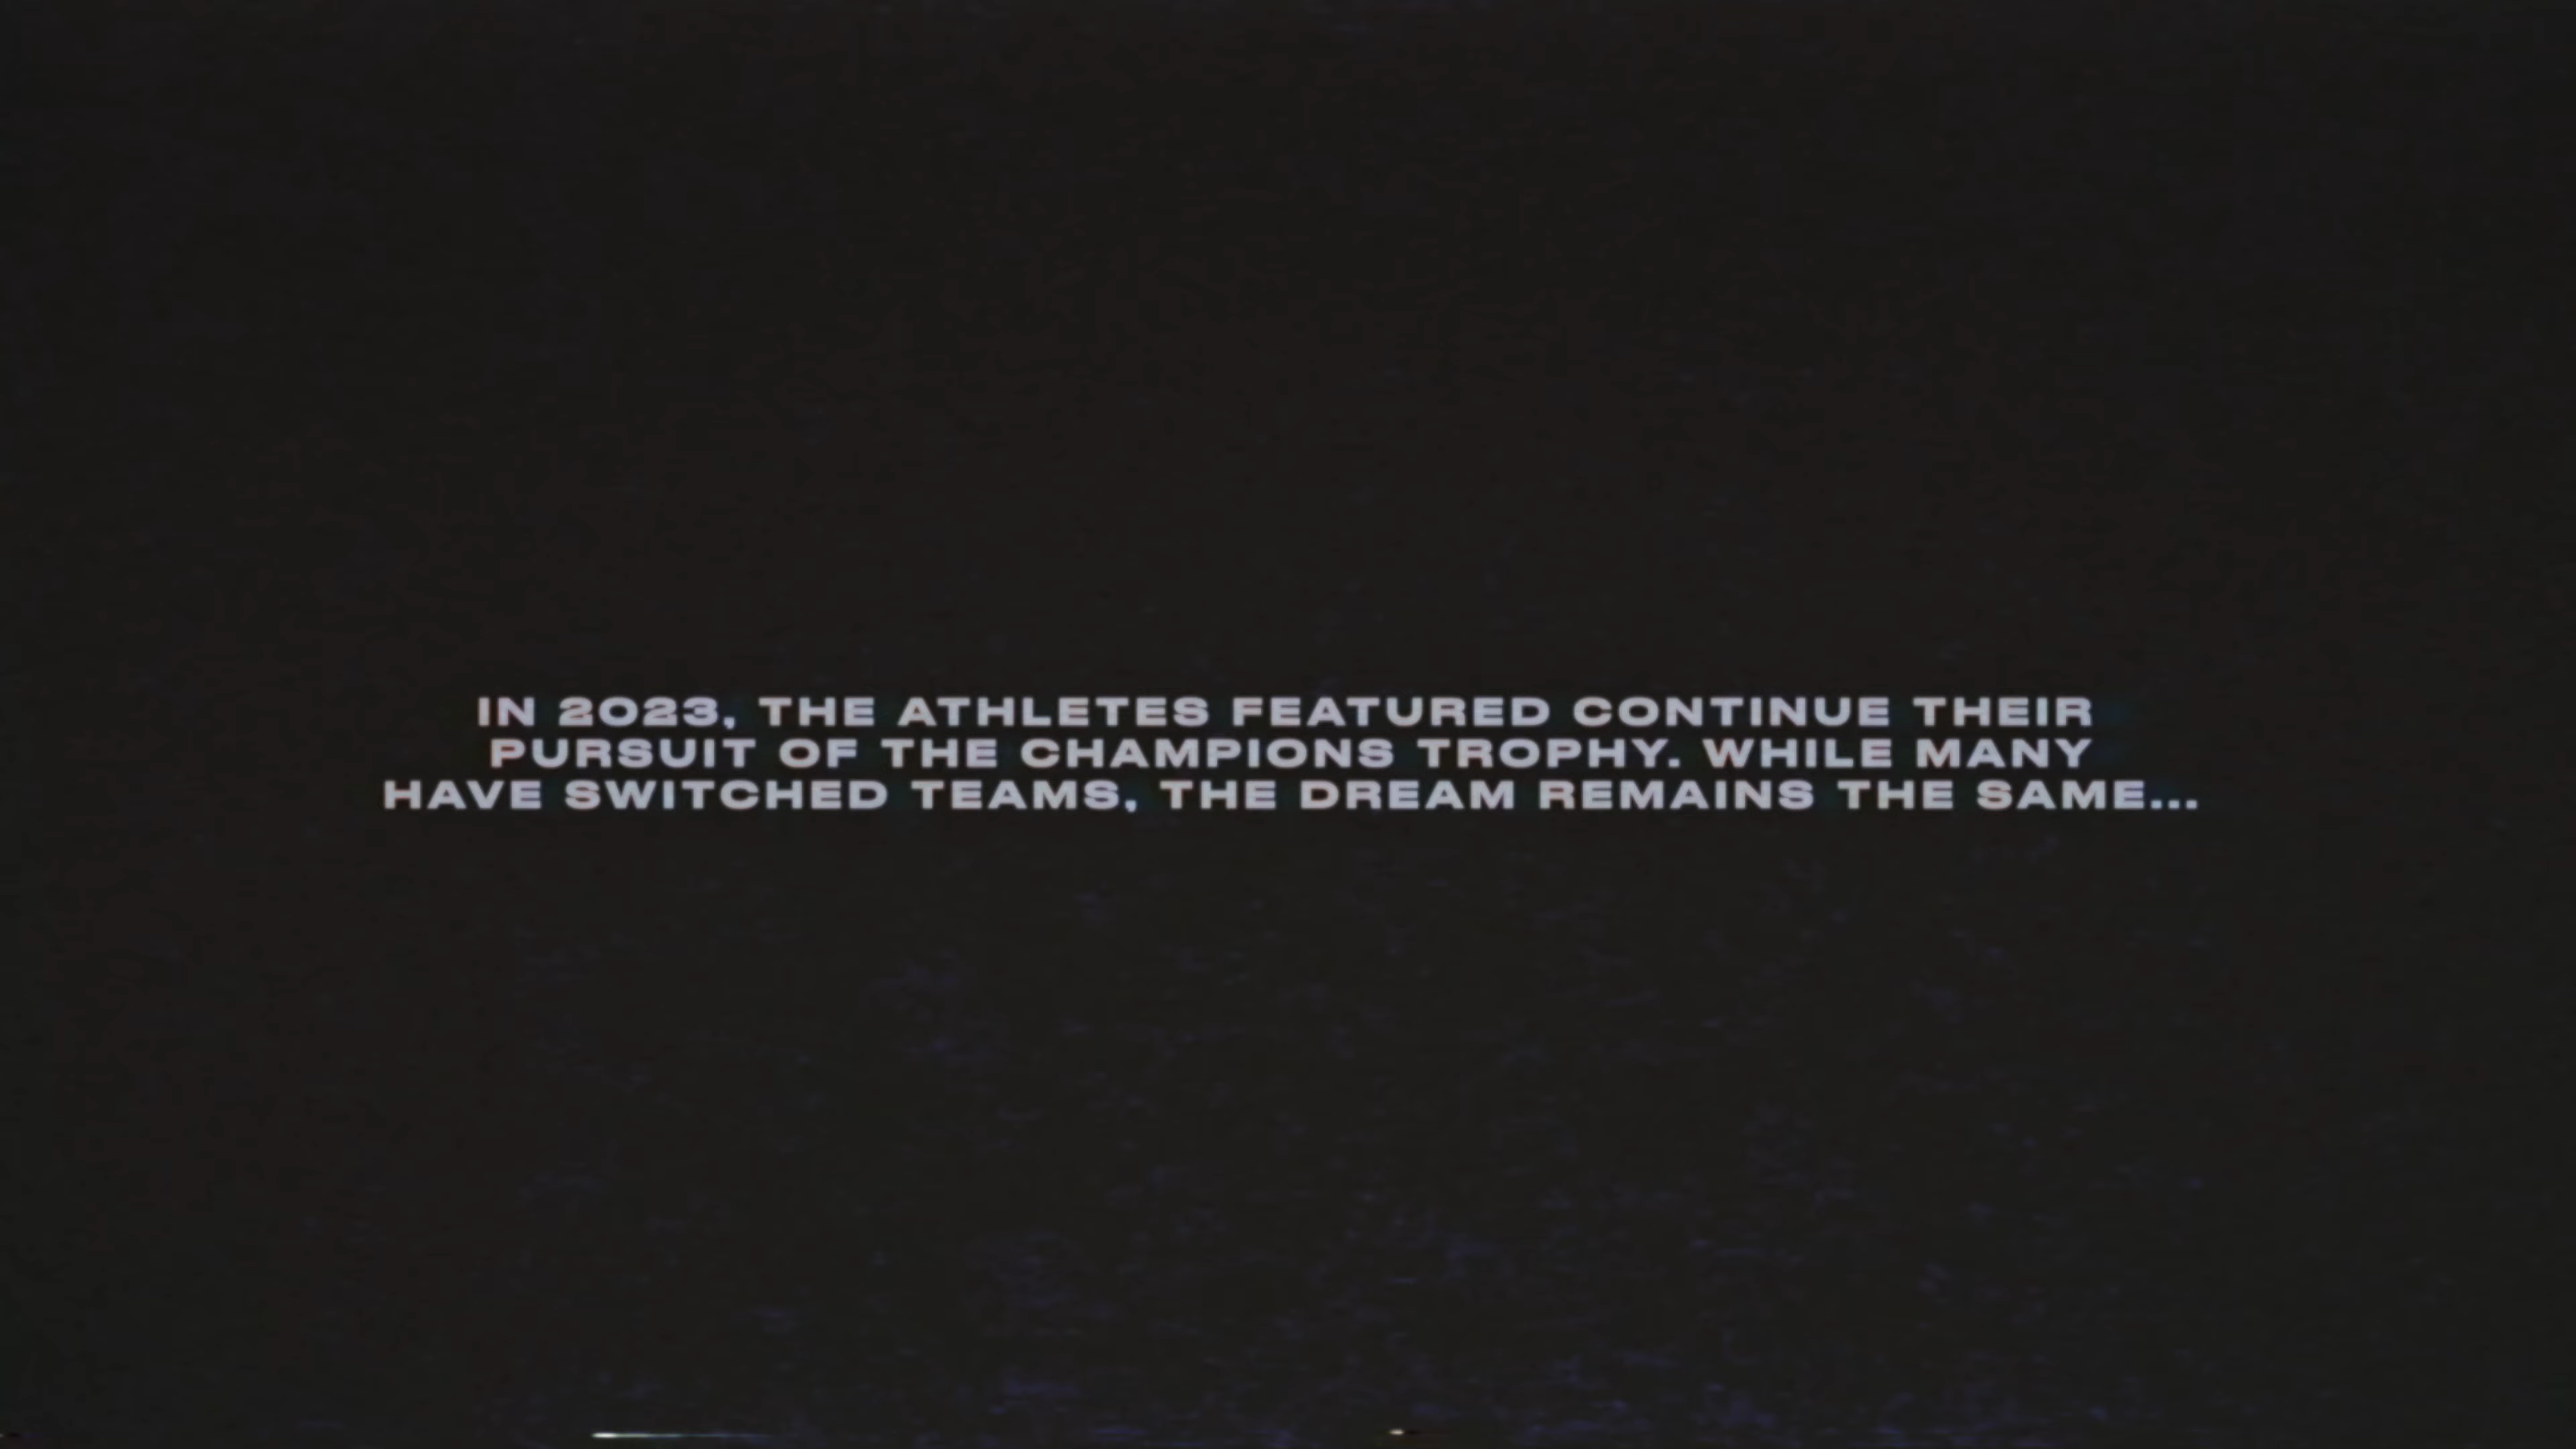 IN 2023, THE ATHLETES FEATURED CONTINUE THEIR
PURSUIT OF THE CHAMPIONS TROPHY. WHILE MANY
HAVE SWITCHED TEAMS, THE DREAM REMAINS THE SAME...